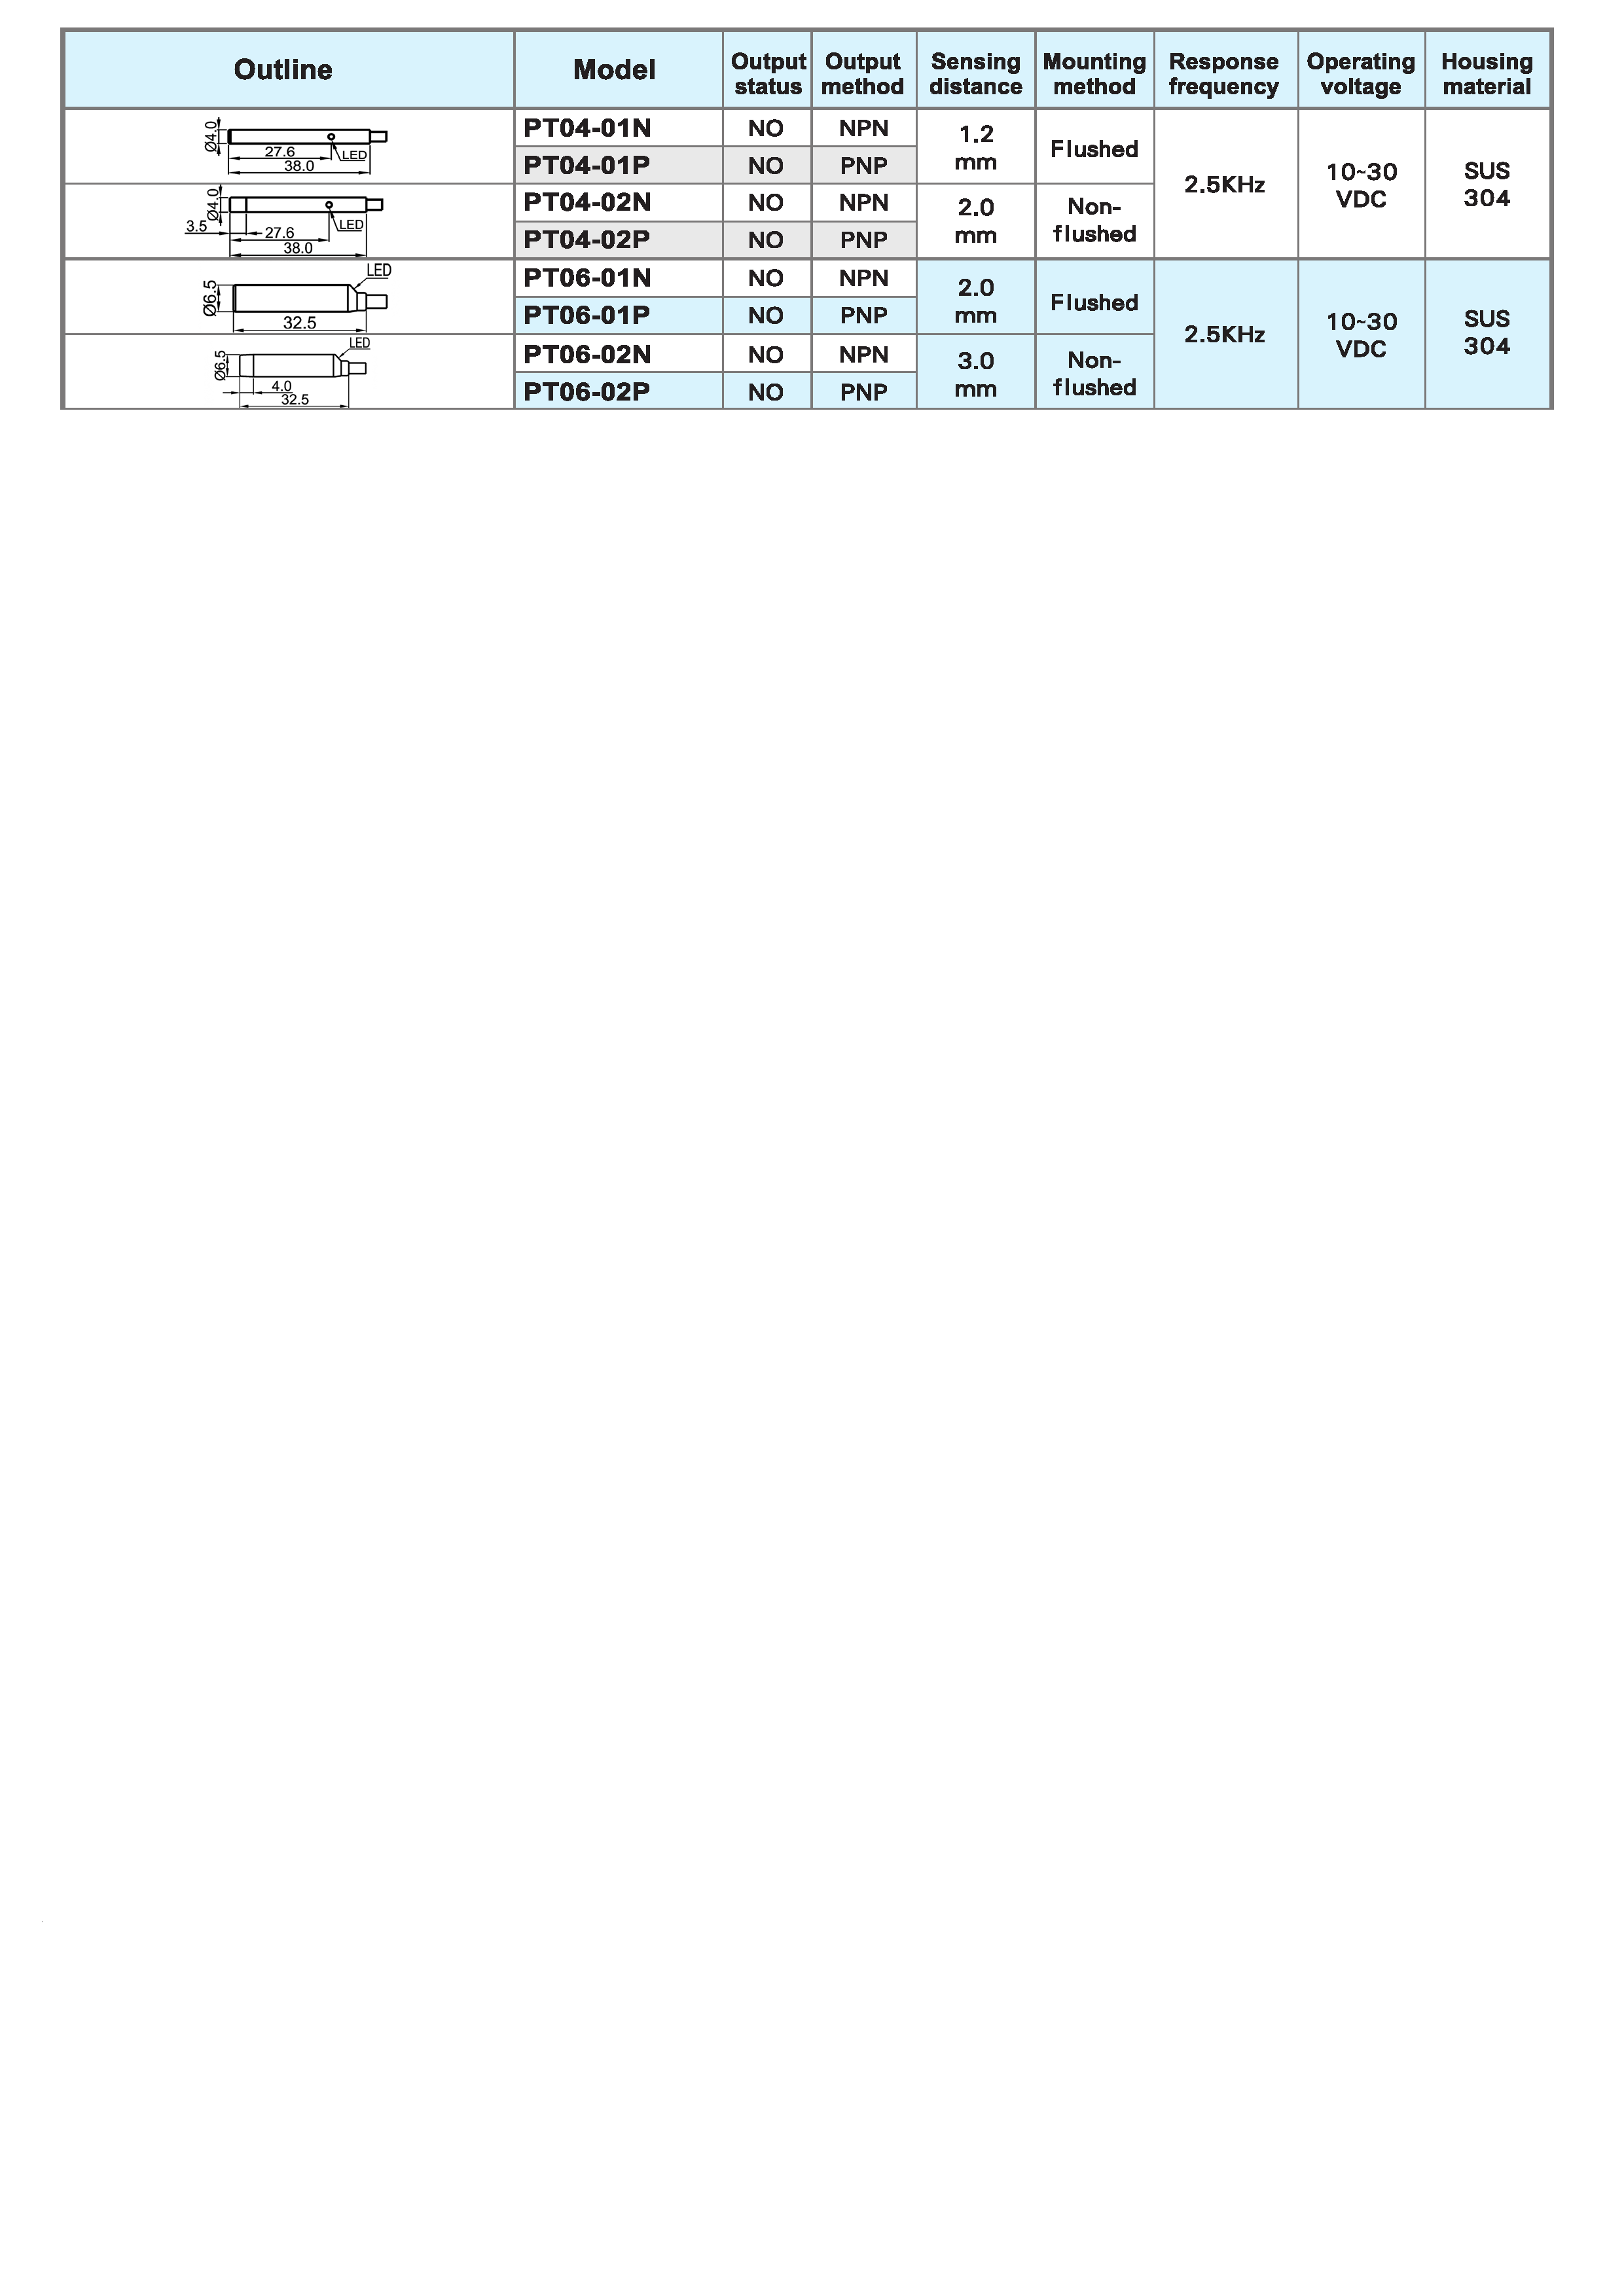 Outline
Model
Output status
Output method
Sensing distance
Mounting method
Response frequency
Operating voltage
Housing material
Ø4.0
27.6
LED
38.0
PT04-01N
NO
NPN
1.2 mm
Flushed
2.5KHz
10~30 VDC
SUS 304
PT04-01P
NO
PNP
Ø4.0
3.5
27.6
LED
38.0
PT04-02N
NO
NPN
2.0 mm
Non-flushed
PT04-02P
NO
PNP
LED
Ø6.5
32.5
PT06-01N
NO
NPN
2.0 mm
Flushed
2.5KHz
10~30 VDC
SUS 304
PT06-01P
NO
PNP
LED
Ø6.5
4.0
32.5
PT06-02N
NO
NPN
3.0 mm
Non-flushed
PT06-02P
NO
PNP